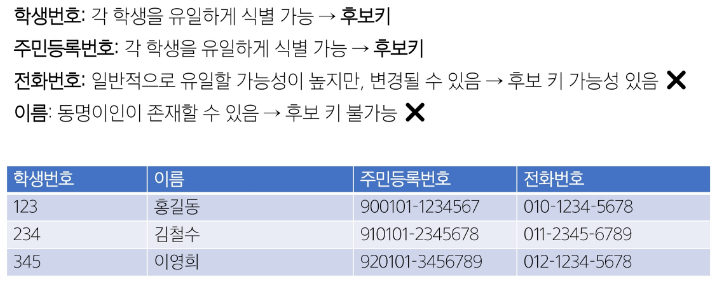 학생번호: 각 학생을 유일하게 식별 가능 → 후보키
주민등록번호: 각 학생을 유일하게 식별 가능 → 후보키
전화번호: 일반적으로 유일할 가능성이 높지만, 변경될 수 있음 → 후보 키 가능성 있음 ❌
이름: 동명이인이 존재할 수 있음 → 후보 키 불가능 ❌
학생번호 이름 주민등록번호 전화번호
123 홍길동 900101-1234567 010-1234-5678
234 김철수 910101-2345678 011-2345-6789
345 이영희 920101-3456789 012-1234-5678